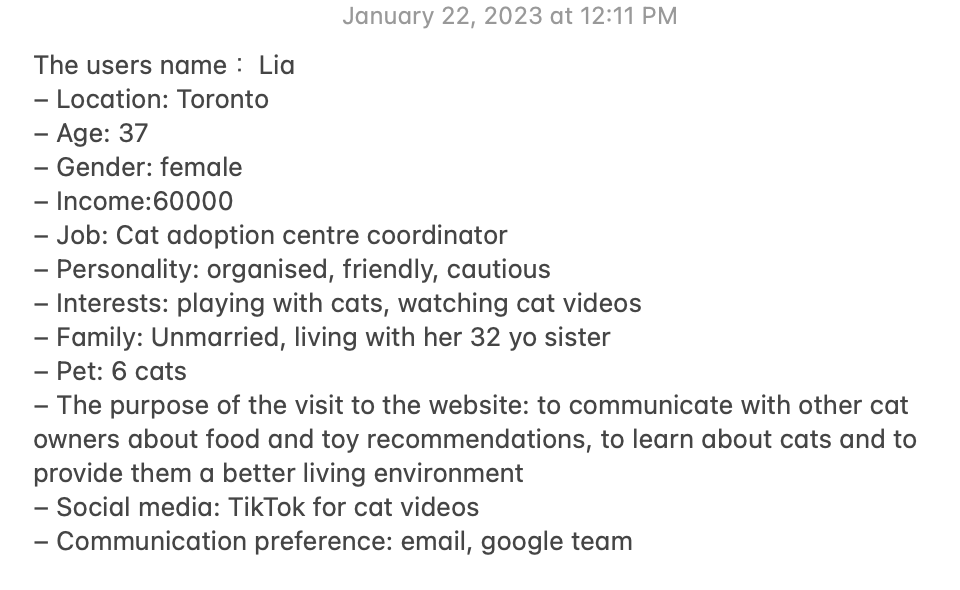 January 22, 2023 at 12:11 PM
The users name： Lia
– Location: Toronto
– Age: 37
– Gender: female
– Income:60000
– Job: Cat adoption centre coordinator
– Personality: organised, friendly, cautious
– Interests: playing with cats, watching cat videos
– Family: Unmarried, living with her 32 yo sister
– Pet: 6 cats
– The purpose of the visit to the website: to communicate with other cat
owners about food and toy recommendations, to learn about cats and to
provide them a better living environment
– Social media: TikTok for cat videos
– Communication preference: email, google team